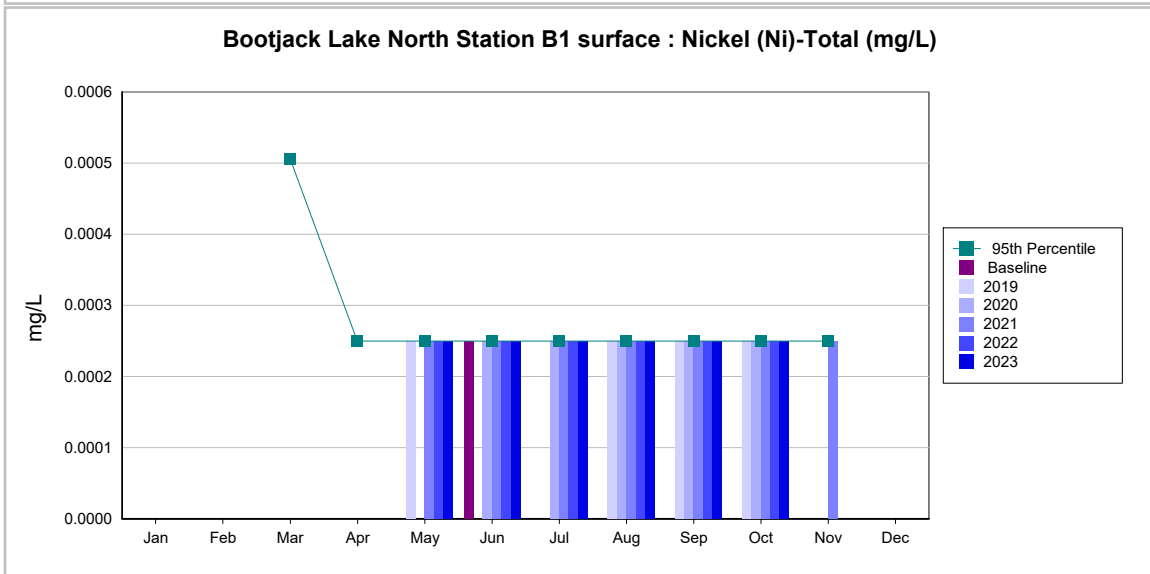 Bootjack Lake North Station B1 surface : Nickel (Ni)-Total (mg/L)
0.0006
0.0005
0.0004
0.0003
0.0002
0.0001
0.0000
mg/L
Jan Feb Mar Apr May Jun Jul Aug Sep Oct Nov Dec
95th Percentile
Baseline
2019
2020
2021
2022
2023